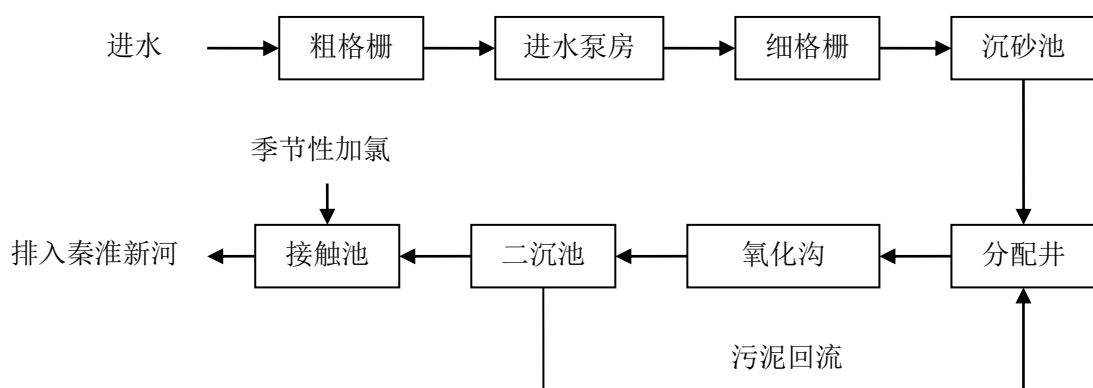 进水
粗格栅
进水泵房
细格栅
沉砂池
季节性加氯
排入秦淮新河
接触池
二沉池
氧化沟
分配井
污泥回流